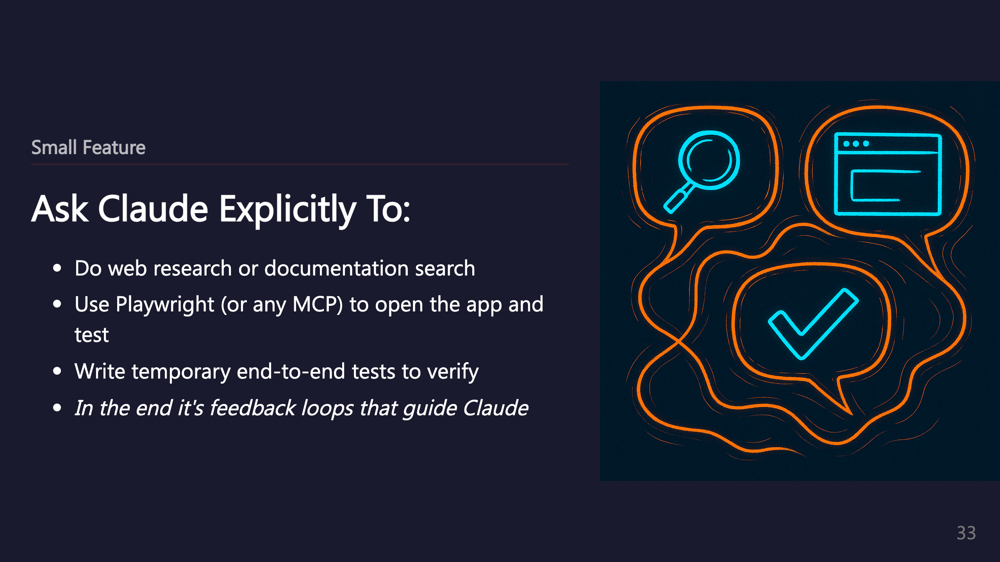 Small Feature
Ask Claude Explicitly To:
Do web research or documentation search
Use Playwright (or any MCP) to open the app and
test
Write temporary end-to-end tests to verify
In the end it's feedback loops that guide Claude
33